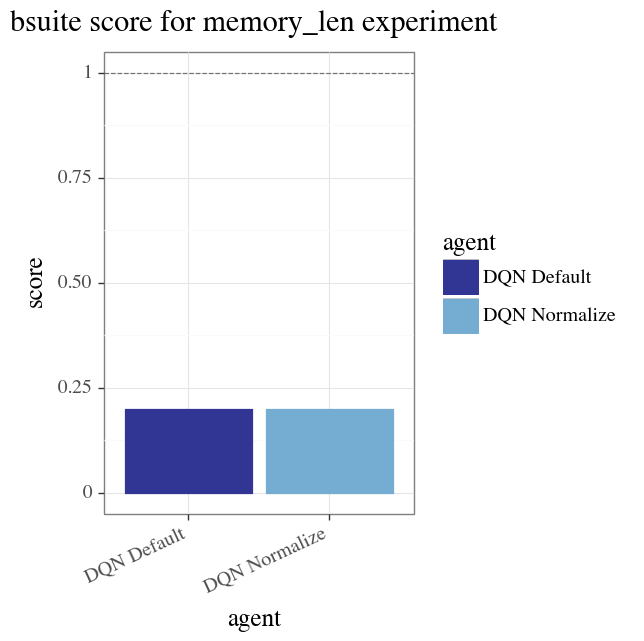 bsuite score for memory_len experiment
1
0.75
0.50
0.25
0
score
DQN Default
DQN Normalize
agent
agent
DQN Default
DQN Normalize